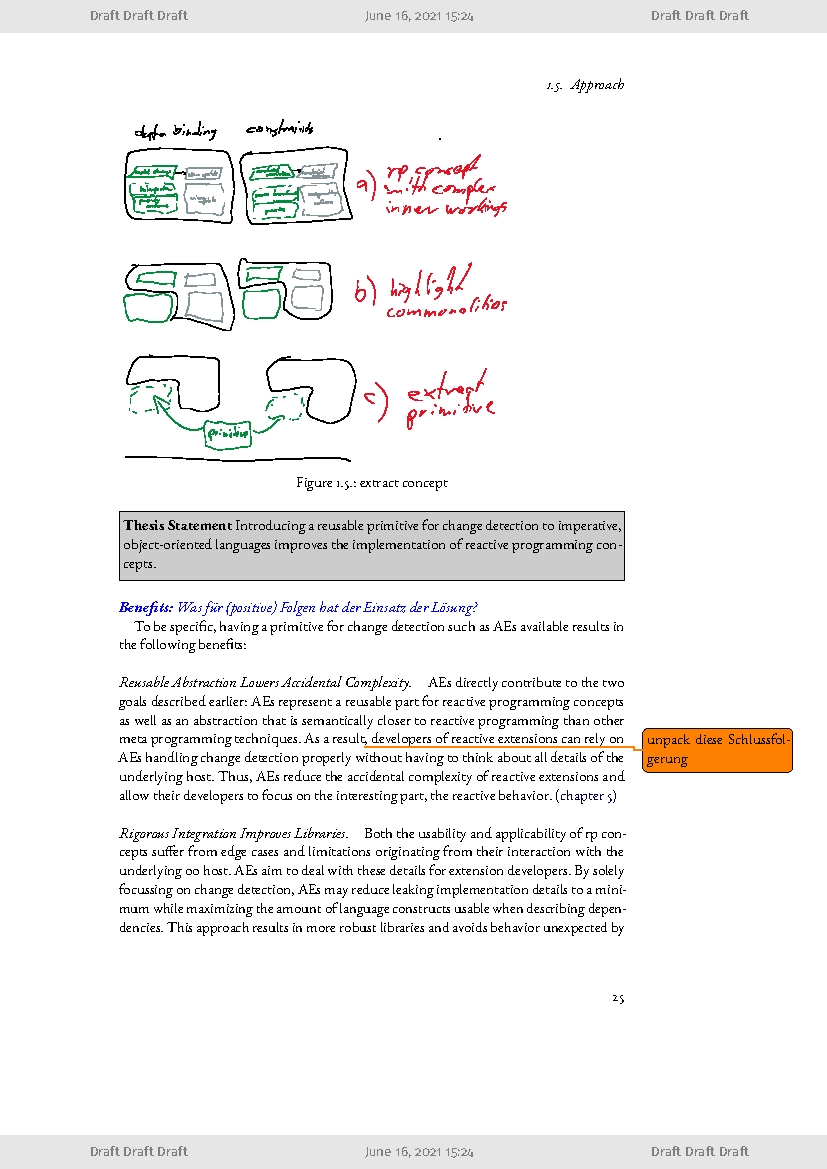 Draft Draft Draft June 16, 2021 15:24 Draft Draft Draft
1.5. Approach
data binding constraints
a) rp concept
with complex
inner workings
b) highlight
commonalities
c) extract
primitive
primitive
Figure 1.5.: extract concept
Thesis Statement Introducing a reusable primitive for change detection to imperative,
object-oriented languages improves the implementation of reactive programming con-
cepts.
Benefits: Was für (positive) Folgen hat der Einsatz der Lösung?
To be specific, having a primitive for change detection such as AEs available results in
the following benefits:
Reusable Abstraction Lowers Accidental Complexity. AEs directly contribute to the two
goals described earlier: AEs represent a reusable part for reactive programming concepts
as well as an abstraction that is semantically closer to reactive programming than other
meta programming techniques. As a result, developers of reactive extensions can rely on
AEs handling change detection properly without having to think about all details of the
underlying host. Thus, AEs reduce the accidental complexity of reactive extensions and
allow their developers to focus on the interesting part, the reactive behavior. (chapter 5)
unpack diese Schlussfol-
gerung
Rigorous Integration Improves Libraries. Both the usability and applicability of rp con-
cepts suffer from edge cases and limitations originating from their interaction with the
underlying oo host. AEs aim to deal with these details for extension developers. By solely
focussing on change detection, AEs may reduce leaking implementation details to a mini-
mum while maximizing the amount of language constructs usable when describing depen-
dencies. This approach results in more robust libraries and avoids behavior unexpected by
25
Draft Draft Draft June 16, 2021 15:24 Draft Draft Draft